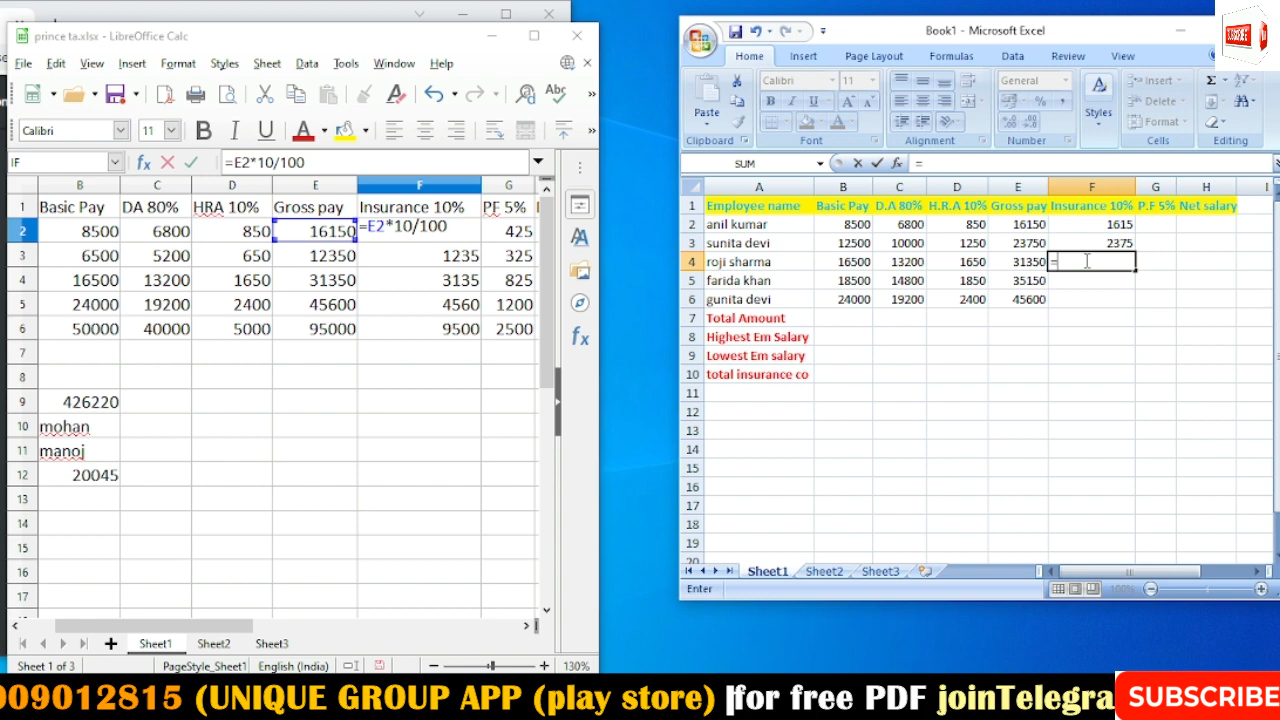 prince ta.xlsx - LibreOffice Calc
File Edit View Insert Format Styles Sheet Data Tools Window Help
Calibri 11 B I U A
IF =E2*10/100
B C D E F G
1 Basic Pay DA 80% HRA 10% Gross pay Insurance 10% PF 5%
2 8500 6800 850 16150 =E2*10/100 425
3 6500 5200 650 12350 1235 325
4 16500 13200 1650 31350 3135 825
5 24000 19200 2400 45600 4560 1200
6 50000 40000 5000 95000 9500 2500
7
8
9 426220
10 mohan
11 manoj
12 20045
13
14
15
16
17
Sheet1 Sheet2 Sheet3
Sheet 1 of 3 PageStyle_Sheet1 English (India) 130%
Book1 - Microsoft Excel
Home Insert Page Layout Formulas Data Review View
Paste Calibri 11 General Styles Insert
B I U % , Delete
Format
Clipboard Font Alignment Number Cells Editing
SUM =
A B C D E F G H I
1 Employee name Basic Pay D.A 80% H.R.A 10% Gross pay Insurance 10% P.F 5% Net salary
2 anil kumar 8500 6800 850 16150 1615
3 sunita devi 12500 10000 1250 23750 2375
4 roji sharma 16500 13200 1650 31350 =
5 farida khan 18500 14800 1850 35150
6 gunita devi 24000 19200 2400 45600
7 Total Amount
8 Highest Em Salary
9 Lowest Em salary
10 total insurance co
11
12
13
14
15
16
17
18
19
20
Sheet1 Sheet2 Sheet3
Enter 100%
009012815 (UNIQUE GROUP APP (play store) |for free PDF joinTelegra
SUBSCRIBE